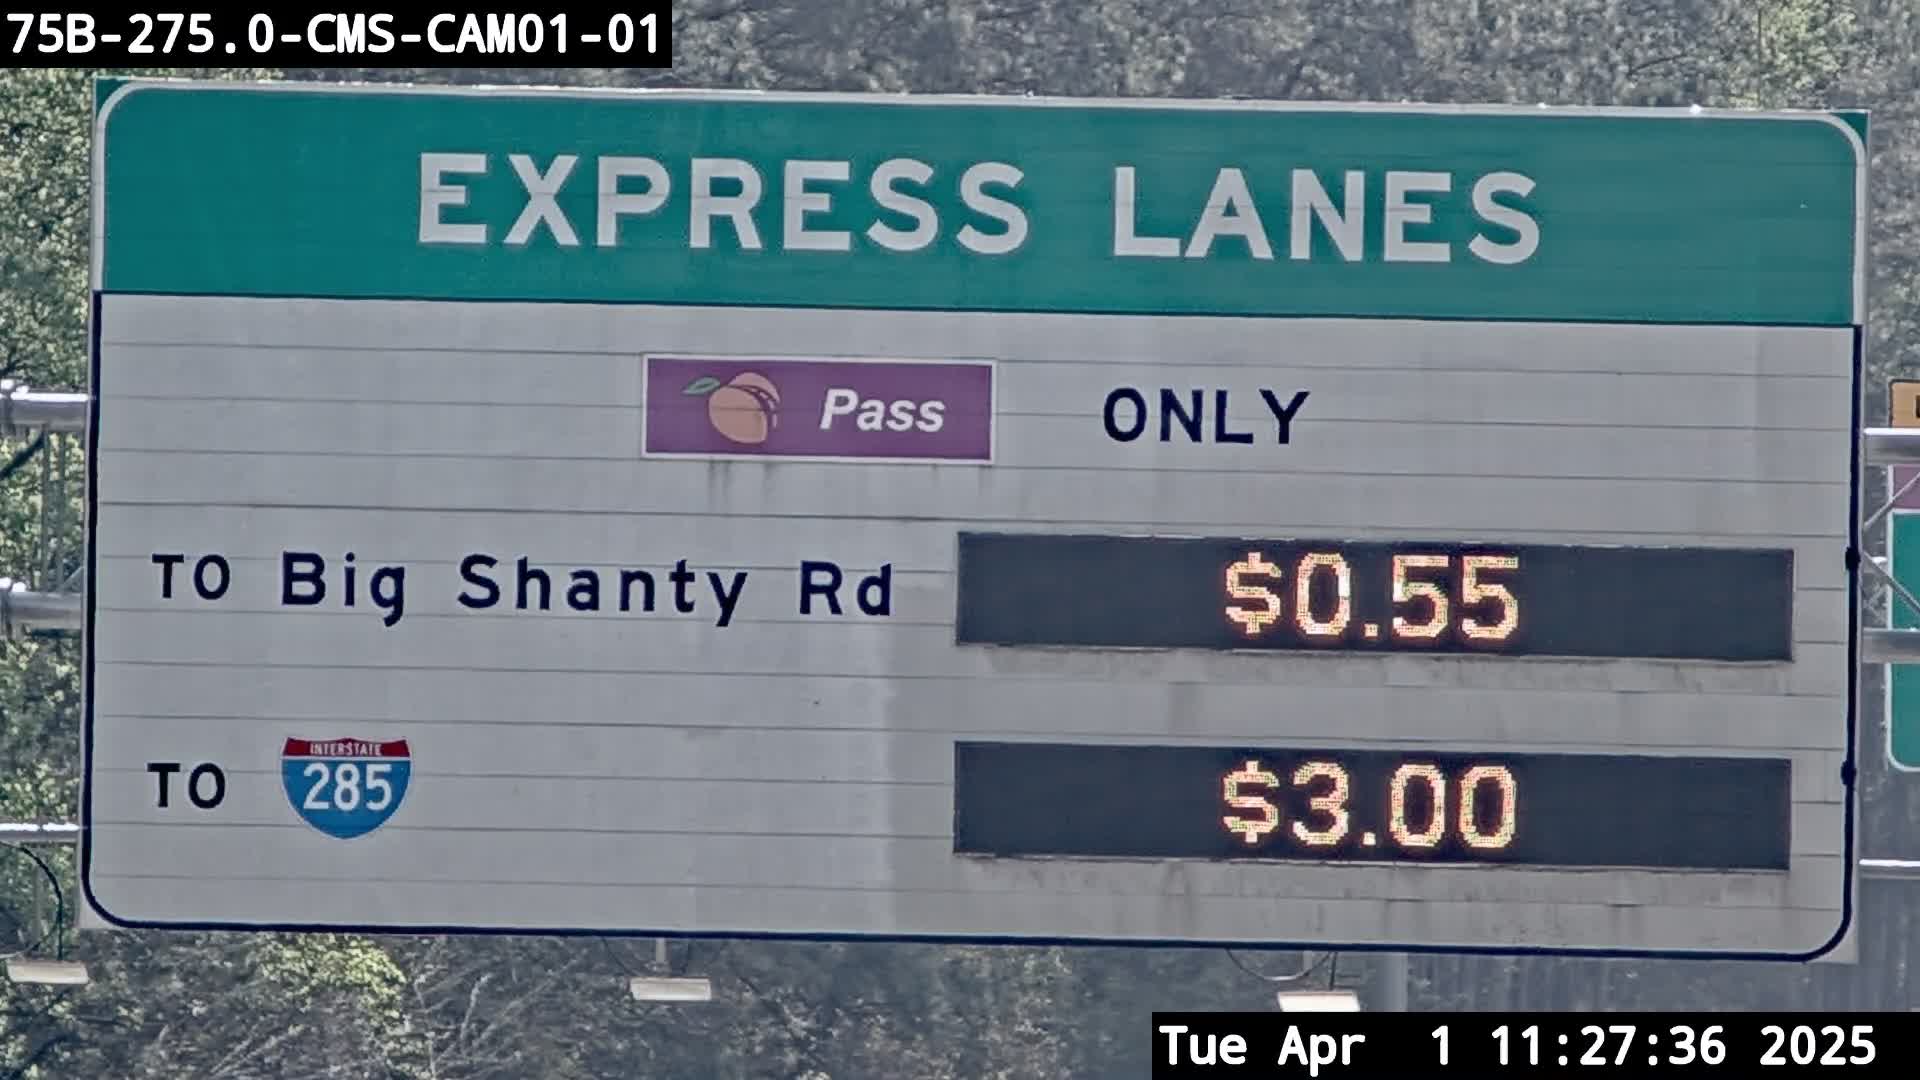 75B-275.0-CMS-CAM01-01
EXPRESS LANES
Pass ONLY
TO Big Shanty Rd $0.55
TO INTERSTATE 285 $3.00
Tue Apr 1 11:27:36 2025